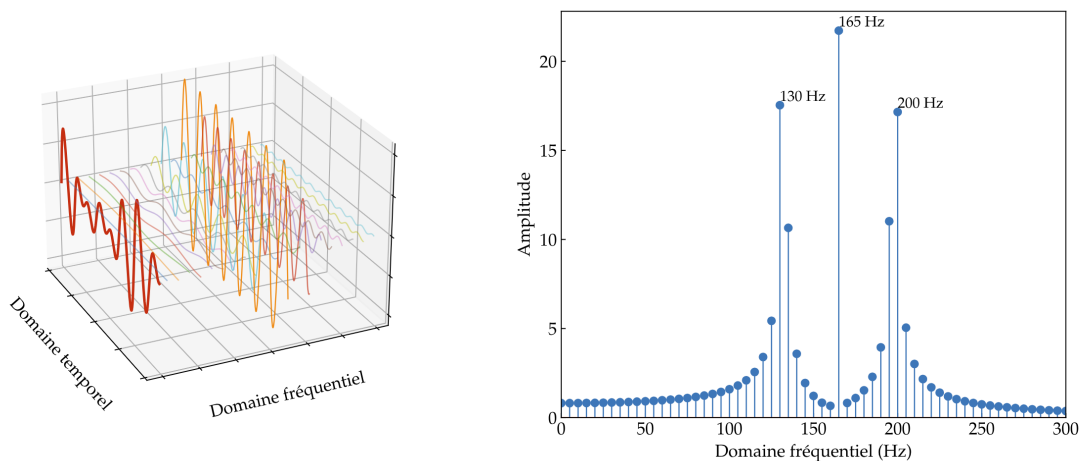 Domaine temporel
Domaine fréquentiel
165 Hz
130 Hz
200 Hz
Amplitude
20
15
10
5
0
0 50 100 150 200 250 300
Domaine fréquentiel (Hz)